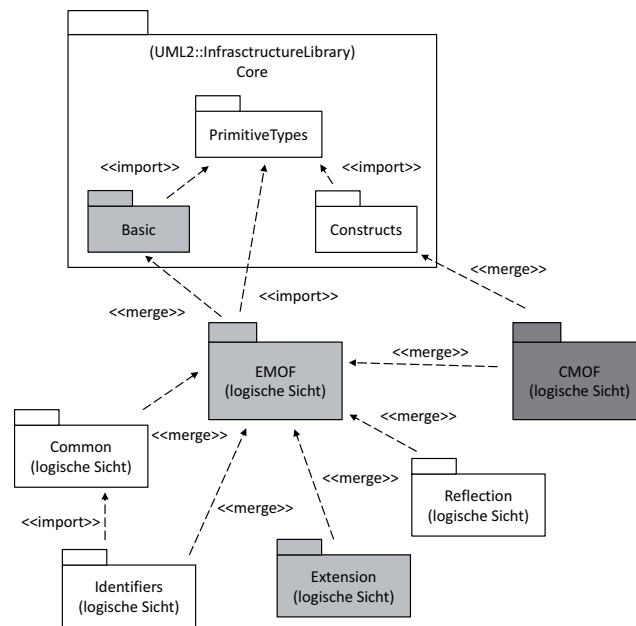 (UML2::InfrasctructureLibrary)
Core
PrimitiveTypes
<<import>>
<<import>>
Basic
Constructs
<<merge>>
<<merge>>
<<import>>
EMOF
(logische Sicht)
<<merge>>
CMOF
(logische Sicht)
Common
(logische Sicht)
<<merge>>
<<merge>>
<<merge>>
<<merge>>
Reflection
(logische Sicht)
<<import>>
Identifiers
(logische Sicht)
Extension
(logische Sicht)